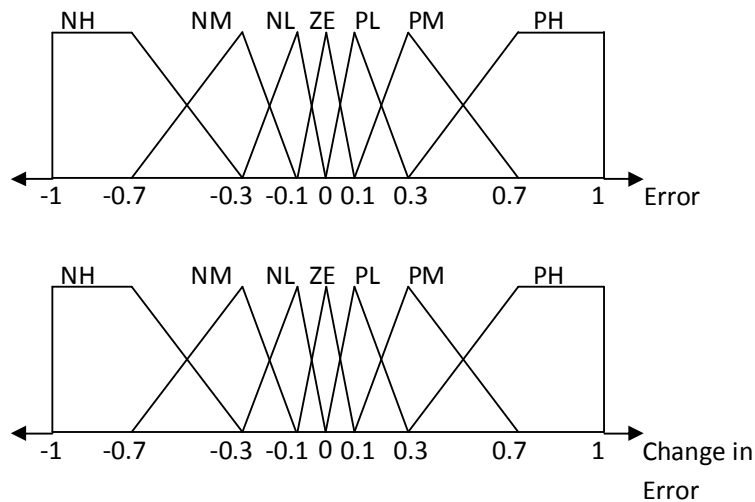 NH NM NL ZE PL PM PH
-1 -0.7 -0.3 -0.1 0 0.1 0.3 0.7 1 Error
NH NM NL ZE PL PM PH
-1 -0.7 -0.3 -0.1 0 0.1 0.3 0.7 1 Change in
Error